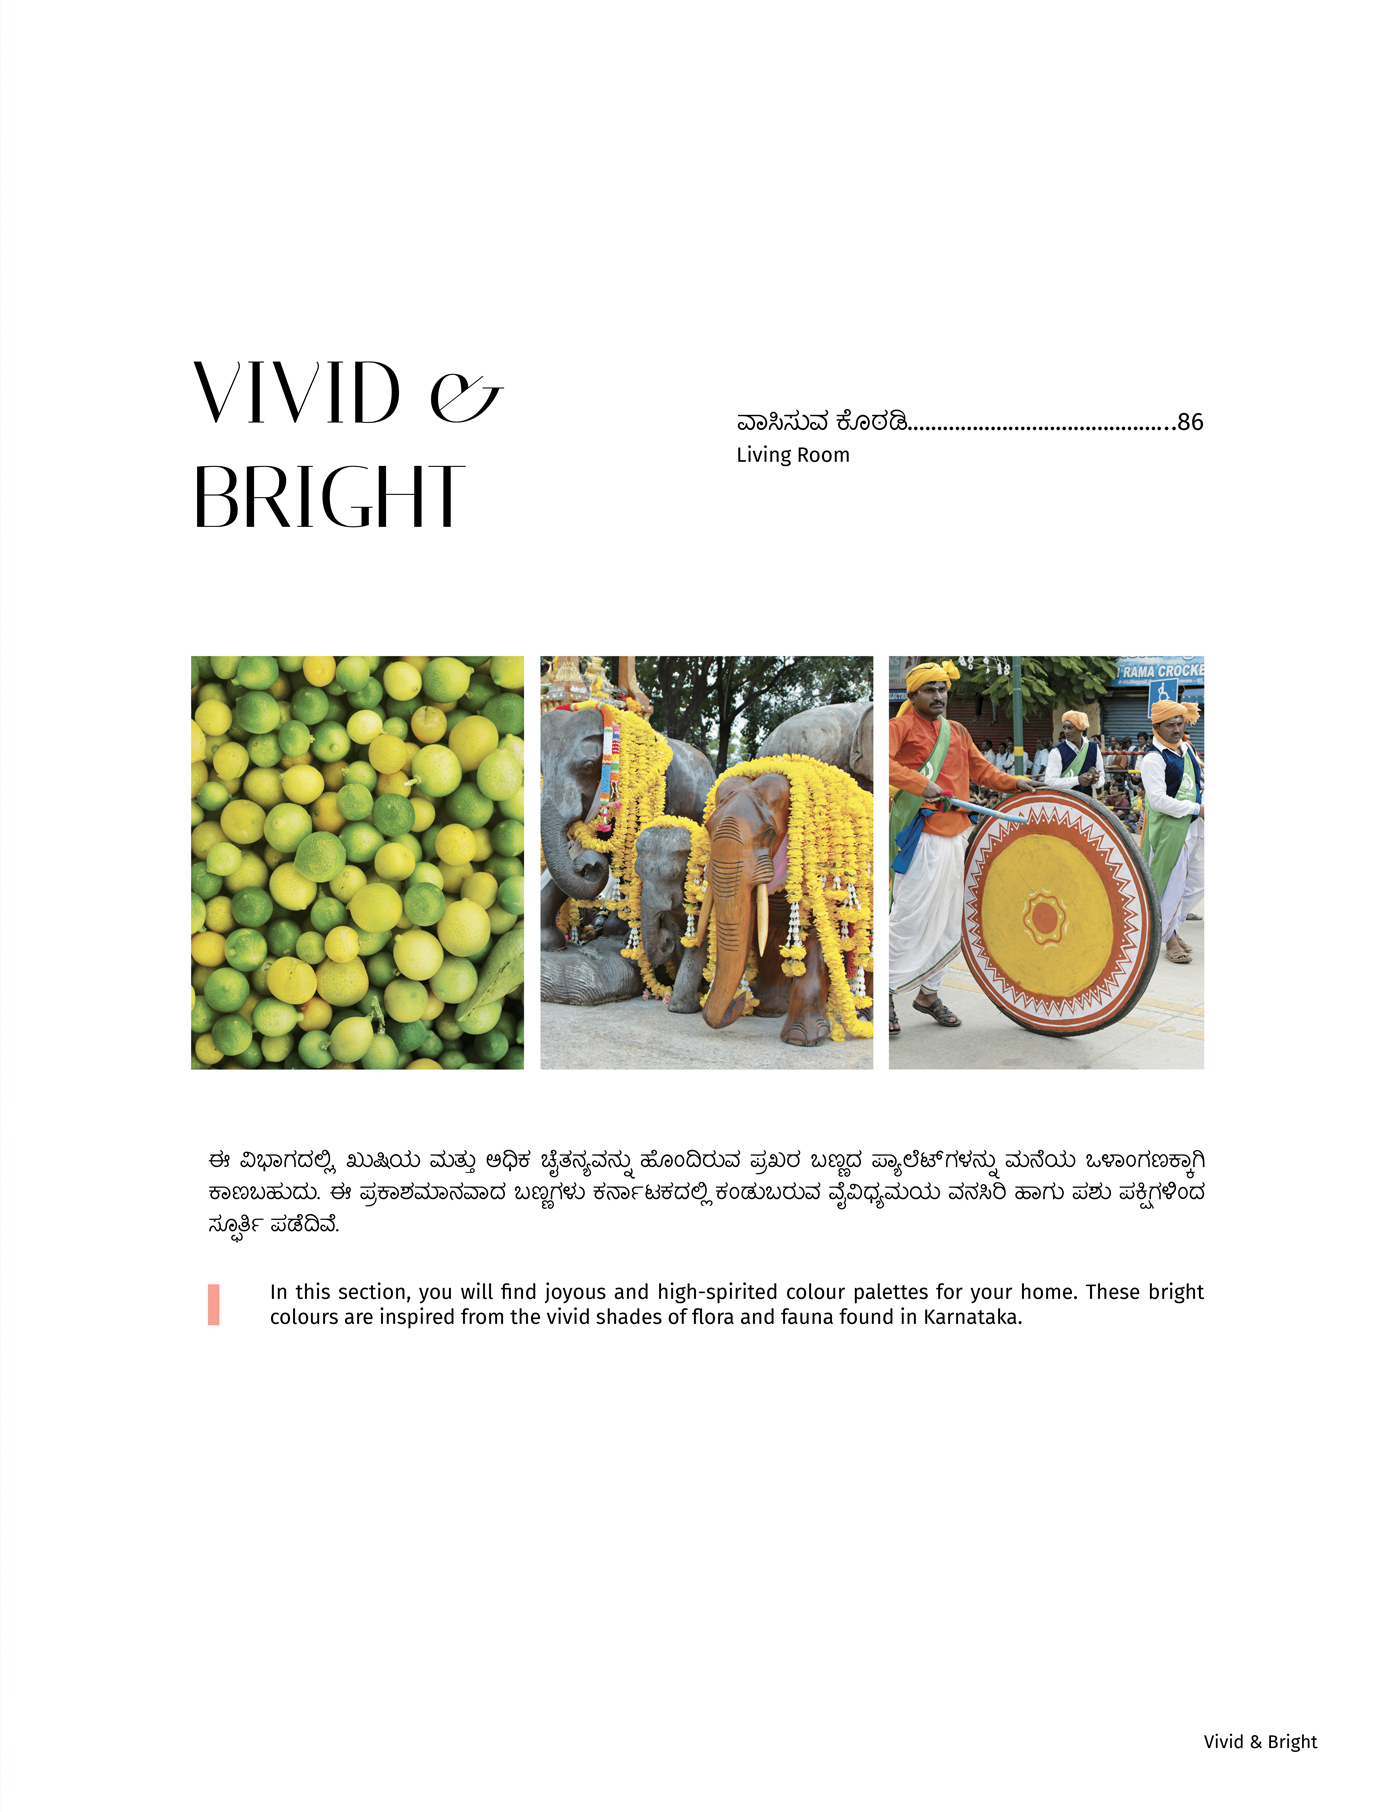 VIVID &
BRIGHT
ವಾಸಿಸುವ ಕೊಠಡಿ..............................................86
Living Room
RAMA CROCKE
ಈ ವಿಭಾಗದಲ್ಲಿ, ಖುಷಿಯ ಮತ್ತು ಅಧಿಕ ಚೈತನ್ಯವನ್ನು ಹೊಂದಿರುವ ಪ್ರಖರ ಬಣ್ಣದ ಪ್ಯಾಲೆಟ್‌ಗಳನ್ನು ಮನೆಯ ಒಳಾಂಗಣಕ್ಕಾಗಿ
ಕಾಣಬಹುದು. ಈ ಪ್ರಕಾಶಮಾನವಾದ ಬಣ್ಣಗಳು ಕರ್ನಾಟಕದಲ್ಲಿ ಕಂಡುಬರುವ ವೈವಿಧ್ಯಮಯ ವನಸಿರಿ ಹಾಗು ಪಶು ಪಕ್ಷಿಗಳಿಂದ
ಸ್ಫೂರ್ತಿ ಪಡೆದಿವೆ.
In this section, you will find joyous and high-spirited colour palettes for your home. These bright
colours are inspired from the vivid shades of flora and fauna found in Karnataka.
Vivid & Bright